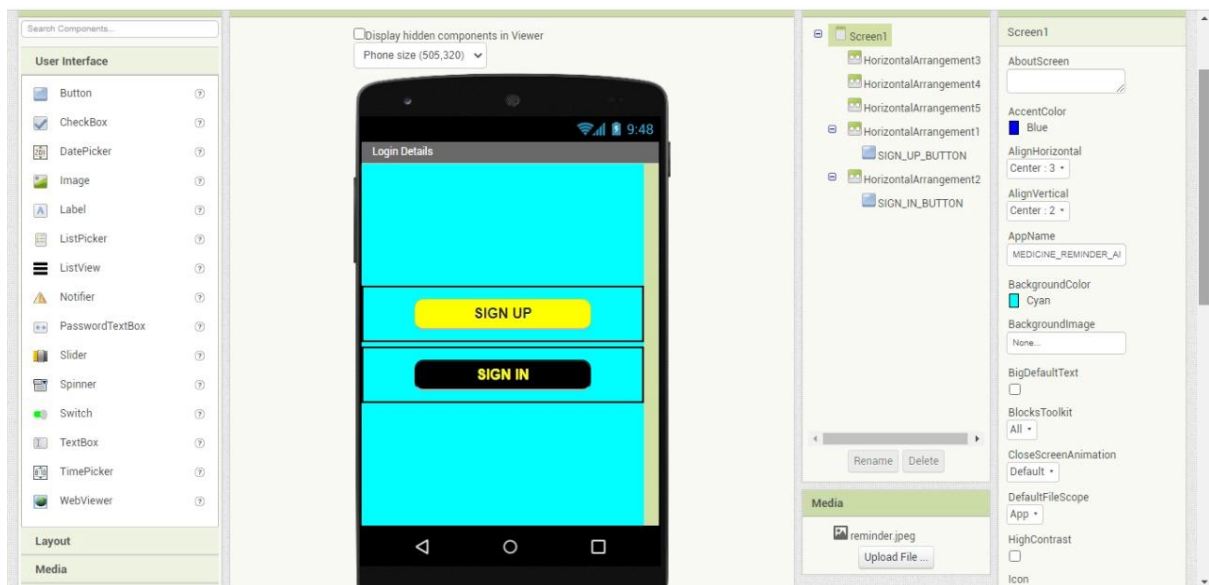 Search Components...
User Interface
Button
CheckBox
DatePicker
Image
Label
ListPicker
ListView
Notifier
PasswordTextBox
Slider
Spinner
Switch
TextBox
TimePicker
WebViewer
Layout
Media
Display hidden components in Viewer
Phone size (505,320)
9:48
Login Details
SIGN UP
SIGN IN
Screen1
HorizontalArrangement3
HorizontalArrangement4
HorizontalArrangement5
HorizontalArrangement1
SIGN_UP_BUTTON
HorizontalArrangement2
SIGN_IN_BUTTON
Rename Delete
Media
reminder.jpeg
Upload File ...
Screen1
AboutScreen
AccentColor
Blue
AlignHorizontal
Center : 3
AlignVertical
Center : 2
AppName
MEDICINE_REMINDER_AI
BackgroundColor
Cyan
BackgroundImage
None...
BigDefaultText
BlocksToolkit
All
CloseScreenAnimation
Default
DefaultFileScope
App
HighContrast
Icon